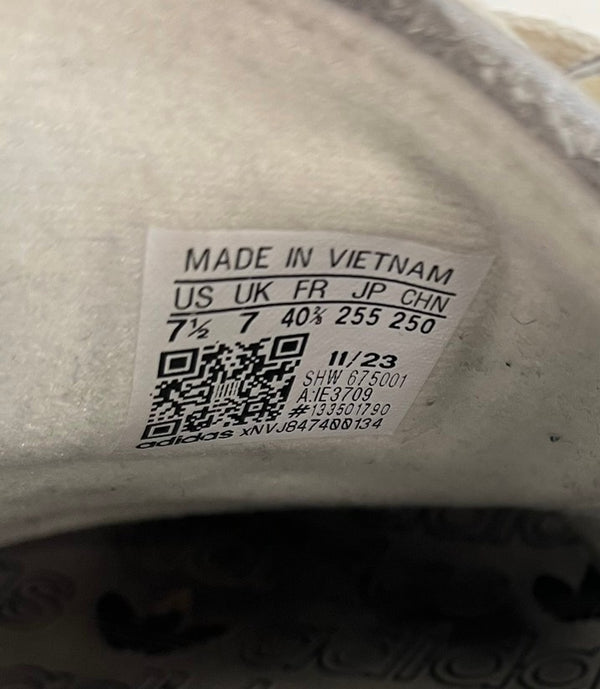 MADE IN VIETNAM
US UK FR JP CHN
7½ 7 40⅔ 255 250
11/23
SHW 675001
A:IE3709
#133501790
adidas XNVJ847400134
adidas